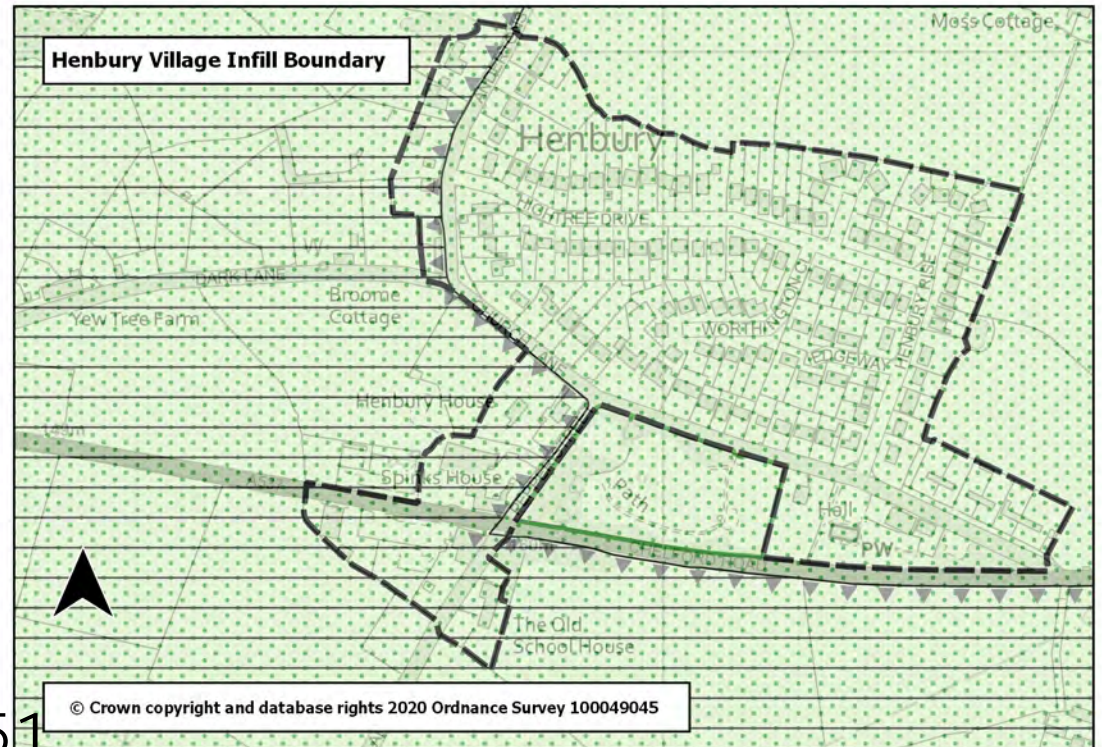 Henbury Village Infill Boundary
Moss Cottage
Henbury
HIGHTREE DRIVE
DARK LANE
Broome
Cottage
Yew Tree Farm
HENBURY RISE
WORTHINGTON
EDGEWAY
Henbury House
Spinks House
Path
Hall
PW
The Old
School House
© Crown copyright and database rights 2020 Ordnance Survey 100049045
51